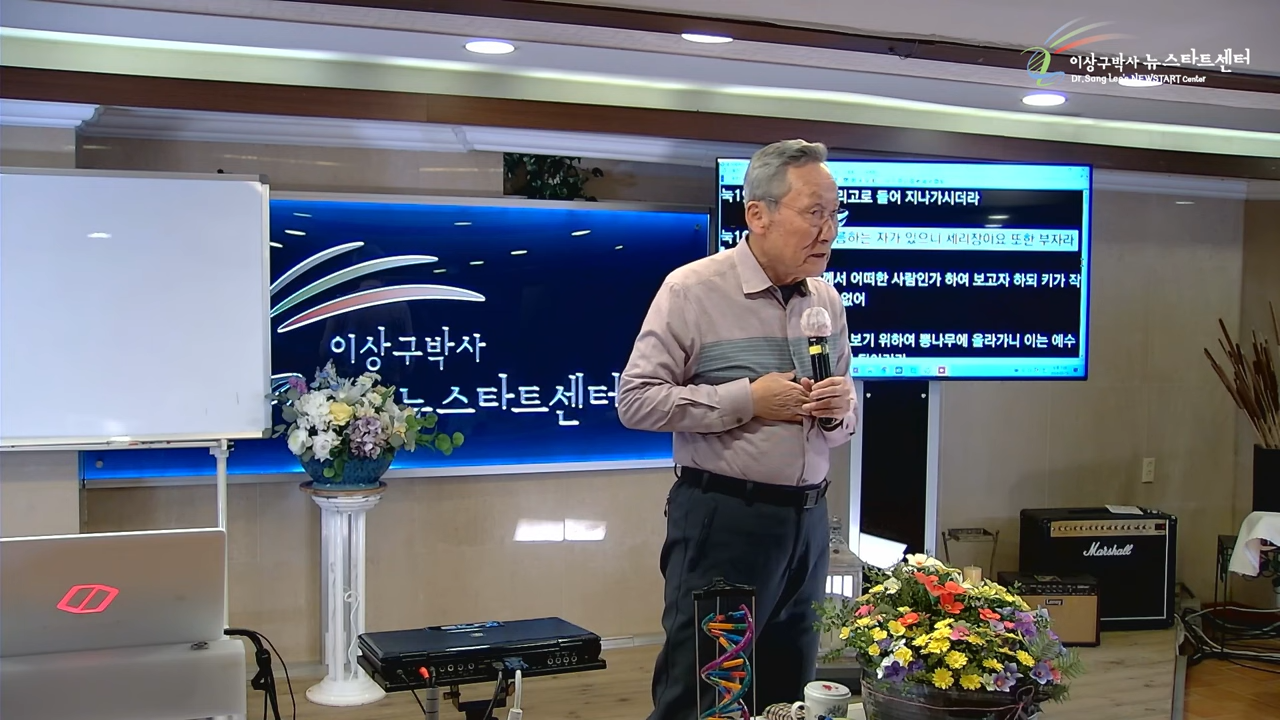 이상구박사 뉴스타트센터
Dr. Sang Lee's NEWSTART Center
리고로 들어 지나가시더라
하는 자가 있으니 세리장이요 또한 부자라
께서 어떠한 사람인가 하여 보고자 하되 키가 작
없어
보기 위하여 뽕나무에 올라가니 이는 예수
이상구박사
뉴스타트센터
Marshall
Laney